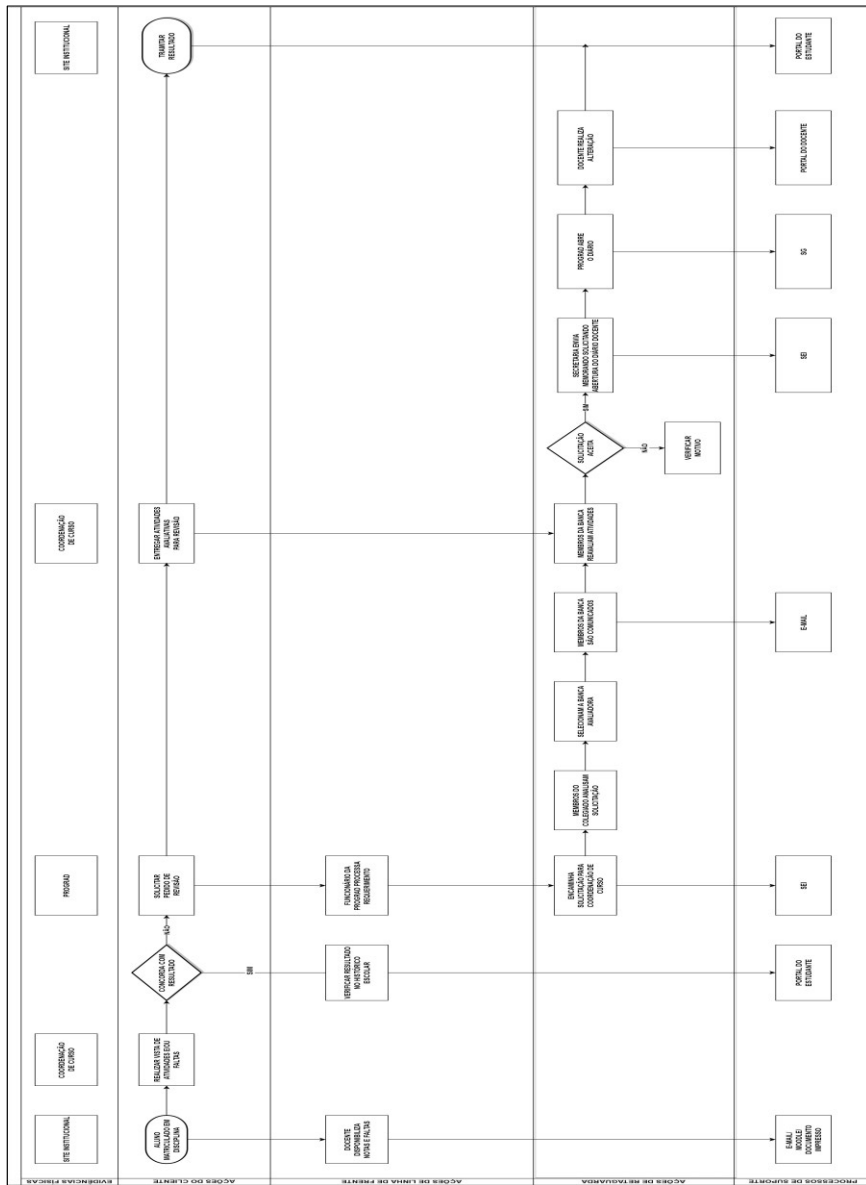 EVIDÊNCIAS FÍSICAS
SITE INSTITUCIONAL
COORDENAÇÃO
DE CURSO
PROGRAD
COORDENAÇÃO
DE CURSO
SITE INSTITUCIONAL
AÇÕES DO CLIENTE
ALUNO
MATRICULADO EM
DISCIPLINA
REALIZAR VISTA DE
ATIVIDADES E/OU
FALTAS
CONCORDA COM
RESULTADO
NÃO
SIM
SOLICITAR
PEDIDO DE
REVISÃO
ENTREGAR ATIVIDADES
AVALIATIVAS
PARA REVISÃO
TRAMITAR
RESULTADO
AÇÕES DE LINHA DE FRENTE
DOCENTE
DISPONIBILIZA
NOTAS E FALTAS
VERIFICAR RESULTADO
NO HISTÓRICO
ESCOLAR
FUNCIONÁRIO DA
PROGRAD PROCESSA
REQUERIMENTO
AÇÕES DE RETAGUARDA
ENCAMINHA
SOLICITAÇÃO PARA
COORDENAÇÃO DE
CURSO
MEMBROS DO
COLEGIADO ANALISAM
SOLICITAÇÃO
SELECIONAM A BANCA
AVALIADORA
MEMBROS DA BANCA
SÃO COMUNICADOS
MEMBROS DA BANCA
REAVALIAM ATIVIDADES
SOLICITAÇÃO
ACEITA
SIM
NÃO
VERIFICAR
MOTIVO
SECRETARIA ENVIA
MEMORANDO SOLICITANDO
ABERTURA DO DIÁRIO DOCENTE
PROGRAD ABRE
O DIÁRIO
DOCENTE REALIZA
ALTERAÇÃO
PROCESSOS DE SUPORTE
E-MAIL/
MOODLE/
DOCUMENTO
IMPRESSO
PORTAL DO
ESTUDANTE
SEI
E-MAIL
SEI
SG
PORTAL DO DOCENTE
PORTAL DO
ESTUDANTE